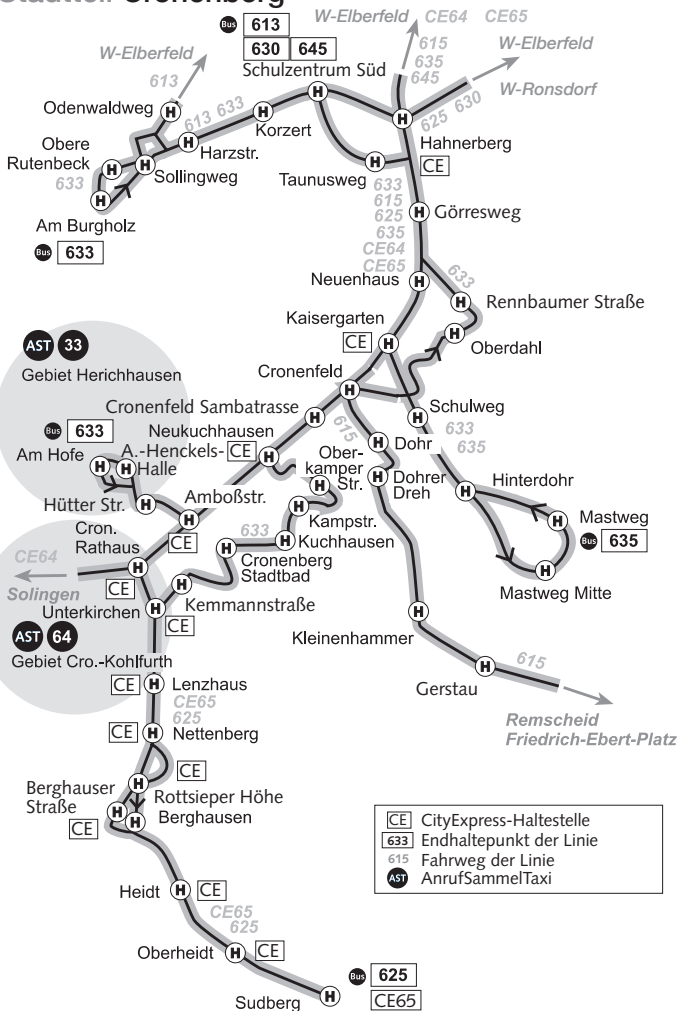 Stadtteil Cronenberg
Bus 613
630 645
Schulzentrum Süd
W-Elberfeld CE64 CE65
615
635
645
W-Elberfeld
W-Ronsdorf
625 630
W-Elberfeld
613
Odenwaldweg
613 633
Korzert
Harzstr.
Obere
Rutenbeck
633
Sollingweg
Am Burgholz
Bus 633
Hahnerberg
CE
Taunusweg
633
615
625
635
CE64
CE65
Görresweg
Neuenhaus
633
Rennbaumer Straße
Kaisergarten
CE
Oberdahl
AST 33
Gebiet Herichhausen
Cronenfeld
Cronenfeld Sambatrasse
615
Schulweg
633
635
Bus 633
Neukuchhausen
CE
Am Hofe
A.-Henckels-
Halle
Ober-
kamper
Str.
Dohr
Dohrer
Dreh
Hinterdohr
Hütter Str.
Amboßstr.
CE
Kampstr.
Mastweg
Bus 635
Cron.
Rathaus
CE
633
Kuchhausen
Cronenberg
Stadtbad
Mastweg Mitte
CE64
Solingen
Unterkirchen
CE
Kemmannstraße
AST 64
Gebiet Cro.-Kohlfurth
Kleinenhammer
CE Lenzhaus
CE65
625
Gerstau
615
CE Nettenberg
Remscheid
Friedrich-Ebert-Platz
CE
Berghauser
Straße
CE
Rottsieper Höhe
Berghausen
CE CityExpress-Haltestelle
633 Endhaltepunkt der Linie
615 Fahrweg der Linie
AST AnrufSammelTaxi
Heidt CE
CE65
625
Oberheidt CE
Bus 625
CE65
Sudberg